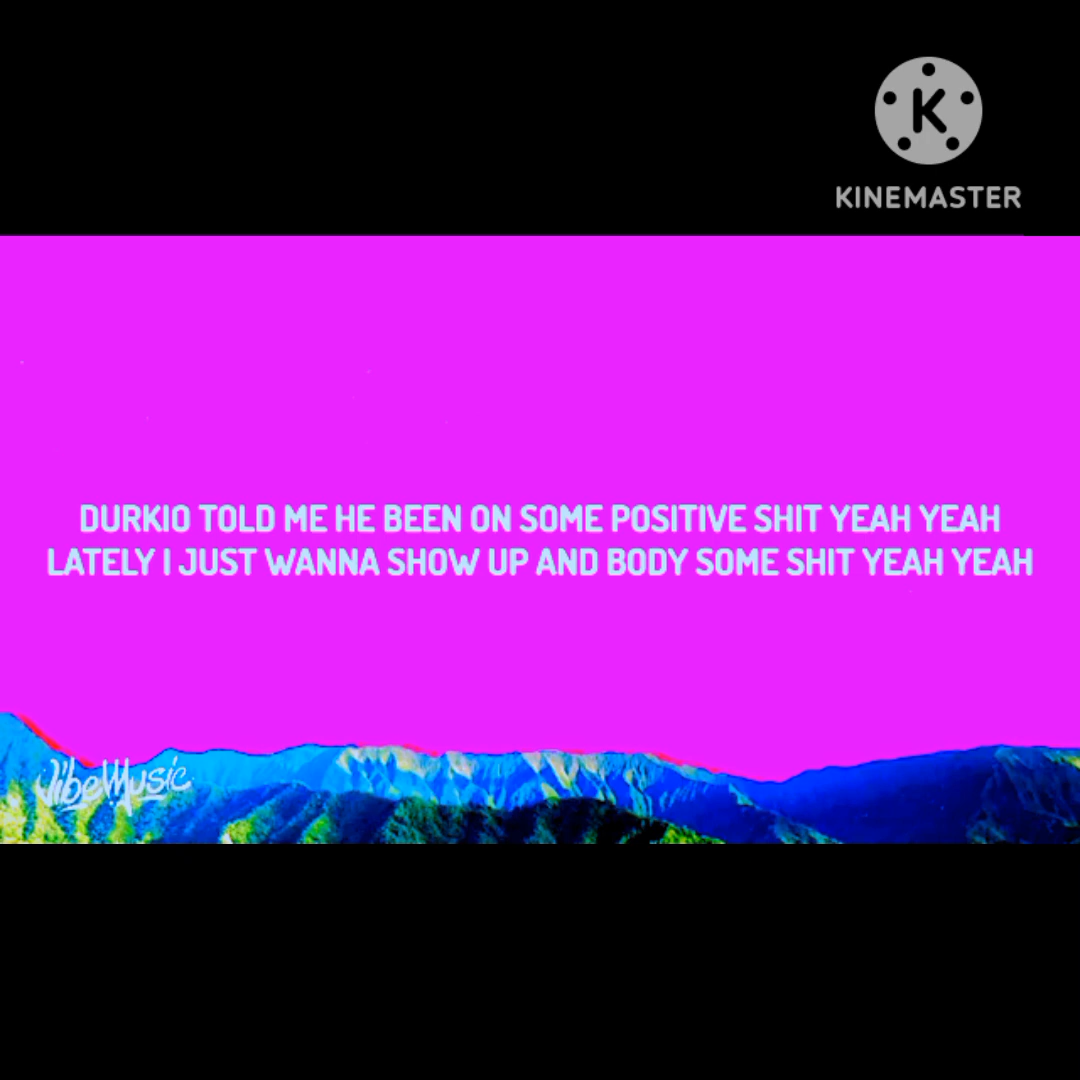 K
KINEMASTER
DURKIO TOLD ME HE BEEN ON SOME POSITIVE SHIT YEAH YEAH
LATELY I JUST WANNA SHOW UP AND BODY SOME SHIT YEAH YEAH
VibeMusic